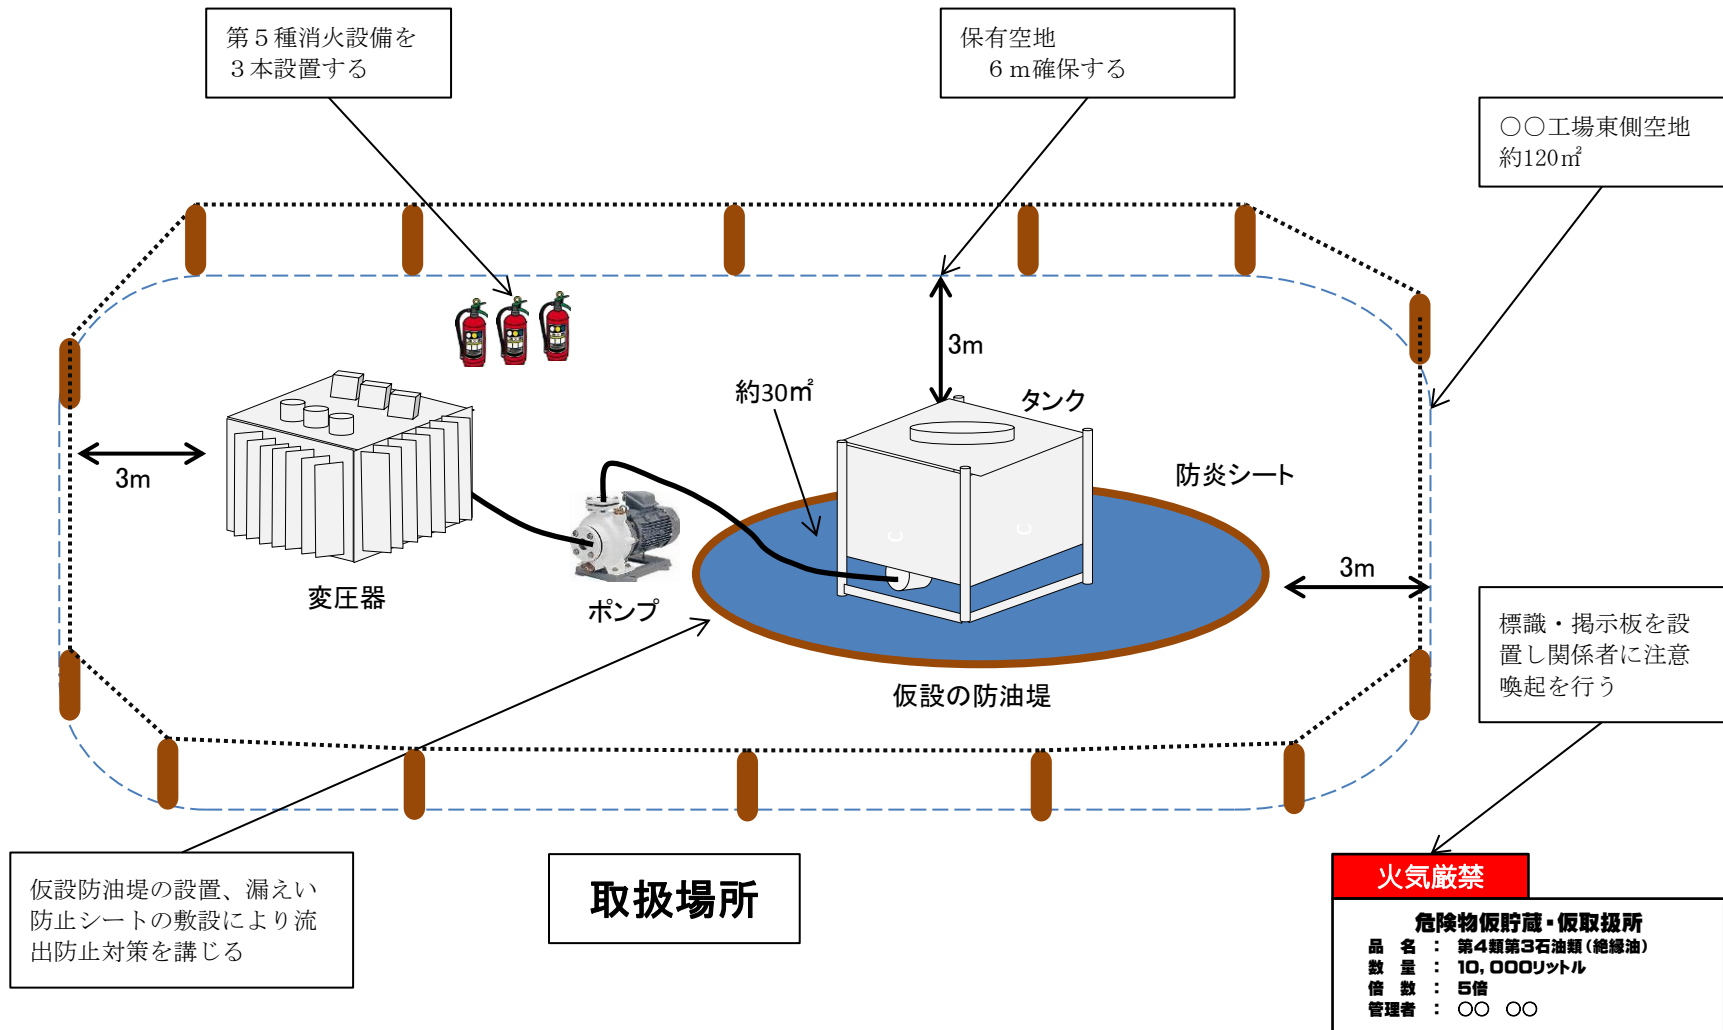 第５種消火設備を
３本設置する
保有空地
６ｍ確保する
○○工場東側空地
約120㎡
3m
約30㎡
タンク
防炎シート
3m
変圧器
ポンプ
3m
仮設の防油堤
標識・掲示板を設
置し関係者に注意
喚起を行う
仮設防油堤の設置、漏えい
防止シートの敷設により流
出防止対策を講じる
取扱場所
火気厳禁
危険物仮貯蔵・仮取扱所
品　名　：　第4類第3石油類（絶縁油）
数　量　：　10,000リットル
倍　数　：　5倍
管理者　：　○○　○○